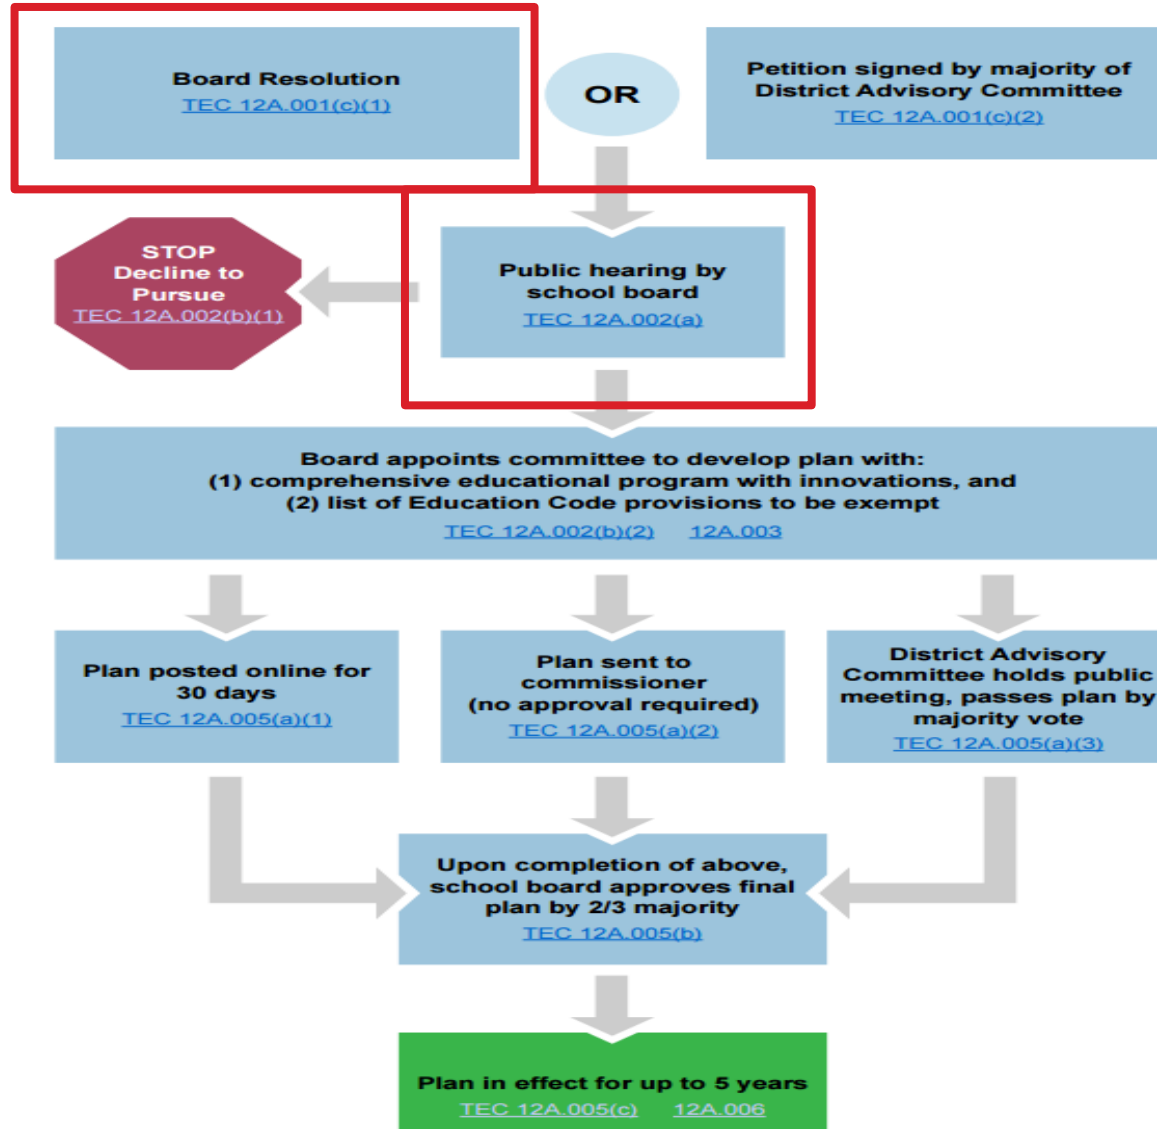 Board Resolution
TEC 12A.001(c)(1)
OR
Petition signed by majority of
District Advisory Committee
TEC 12A.001(c)(2)
STOP
Decline to
Pursue
TEC 12A.002(b)(1)
Public hearing by
school board
TEC 12A.002(a)
Board appoints committee to develop plan with:
(1) comprehensive educational program with innovations, and
(2) list of Education Code provisions to be exempt
TEC 12A.002(b)(2) 12A.003
Plan posted online for
30 days
TEC 12A.005(a)(1)
Plan sent to
commissioner
(no approval required)
TEC 12A.005(a)(2)
District Advisory
Committee holds public
meeting, passes plan by
majority vote
TEC 12A.005(a)(3)
Upon completion of above,
school board approves final
plan by 2/3 majority
TEC 12A.005(b)
Plan in effect for up to 5 years
TEC 12A.005(c) 12A.006